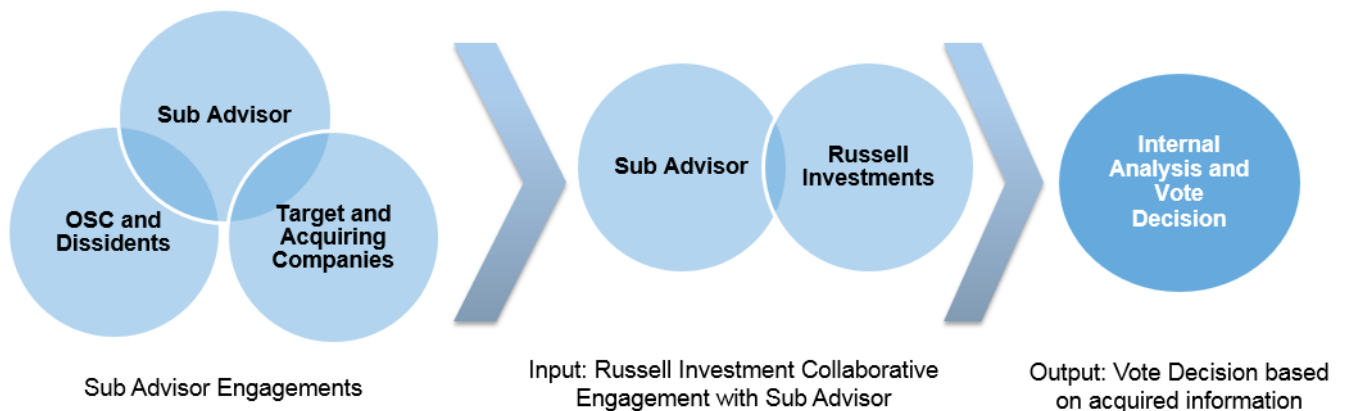 Sub Advisor
OSC and
Dissidents
Target and
Acquiring
Companies
Sub Advisor Engagements
Sub Advisor
Russell
Investments
Input: Russell Investment Collaborative
Engagement with Sub Advisor
Internal
Analysis and
Vote
Decision
Output: Vote Decision based
on acquired information